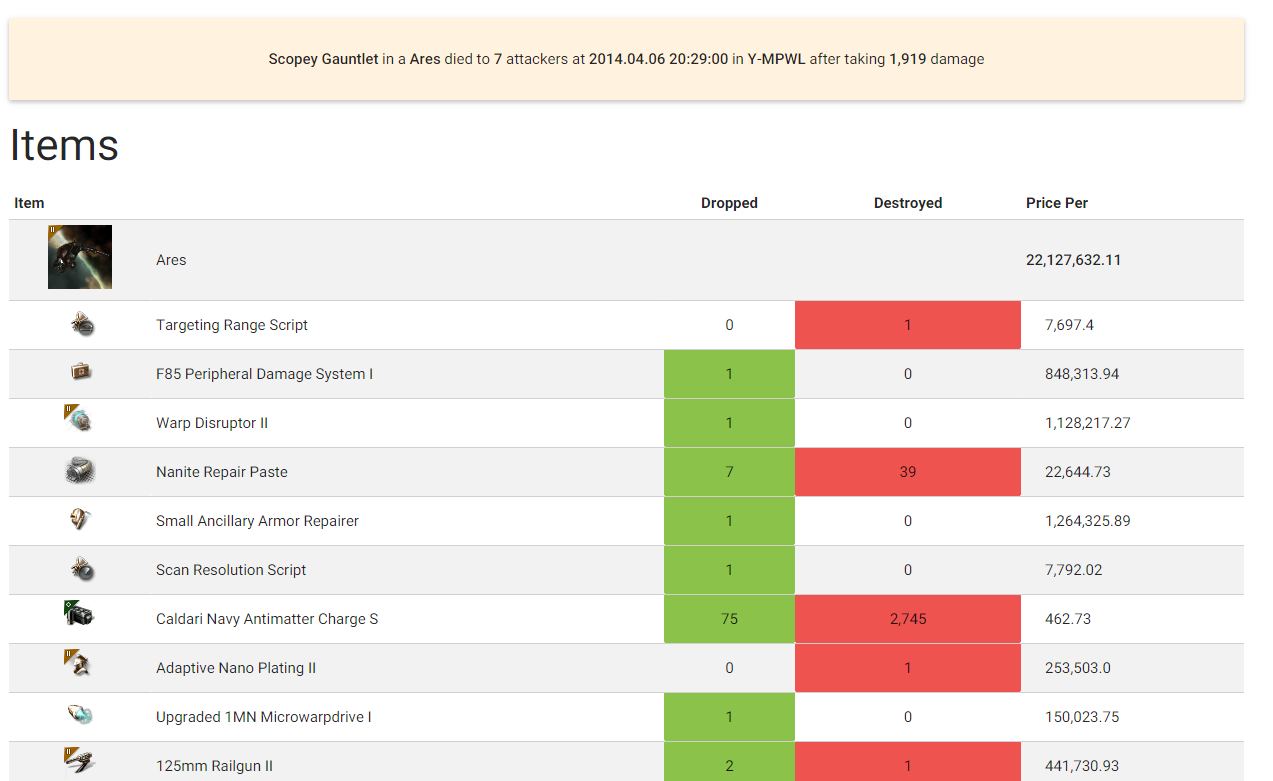 Scopey Gauntlet in a Ares died to 7 attackers at 2014.04.06 20:29:00 in Y-MPWL after taking 1,919 damage
Items
Item Dropped Destroyed Price Per
Ares 22,127,632.11
Targeting Range Script 0 1 7,697.4
F85 Peripheral Damage System I 1 0 848,313.94
Warp Disruptor II 1 0 1,128,217.27
Nanite Repair Paste 7 39 22,644.73
Small Ancillary Armor Repairer 1 0 1,264,325.89
Scan Resolution Script 1 0 7,792.02
Caldari Navy Antimatter Charge S 75 2,745 462.73
Adaptive Nano Plating II 0 1 253,503.0
Upgraded 1MN Microwarpdrive I 1 0 150,023.75
125mm Railgun II 2 1 441,730.93